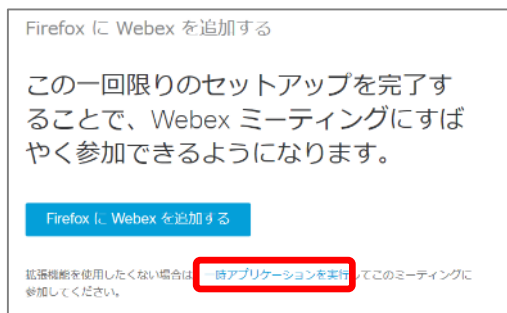 Firefox に Webex を追加する
この一回限りのセットアップを完了す
ることで、Webex ミーティングにすば
やく参加できるようになります。
Firefox に Webex を追加する
拡張機能を使用したくない場合は 一時アプリケーションを実行してこのミーティングに
参加してください。